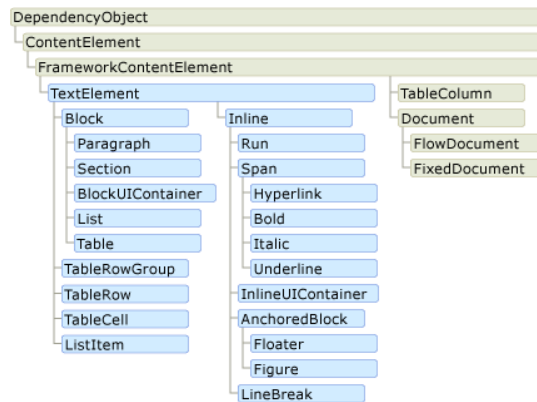 DependencyObject
ContentElement
FrameworkContentElement
TextElement
Block
Paragraph
Section
BlockUIContainer
List
Table
TableRowGroup
TableRow
TableCell
ListItem
Inline
Run
Span
Hyperlink
Bold
Italic
Underline
InlineUIContainer
AnchoredBlock
Floater
Figure
LineBreak
TableColumn
Document
FlowDocument
FixedDocument